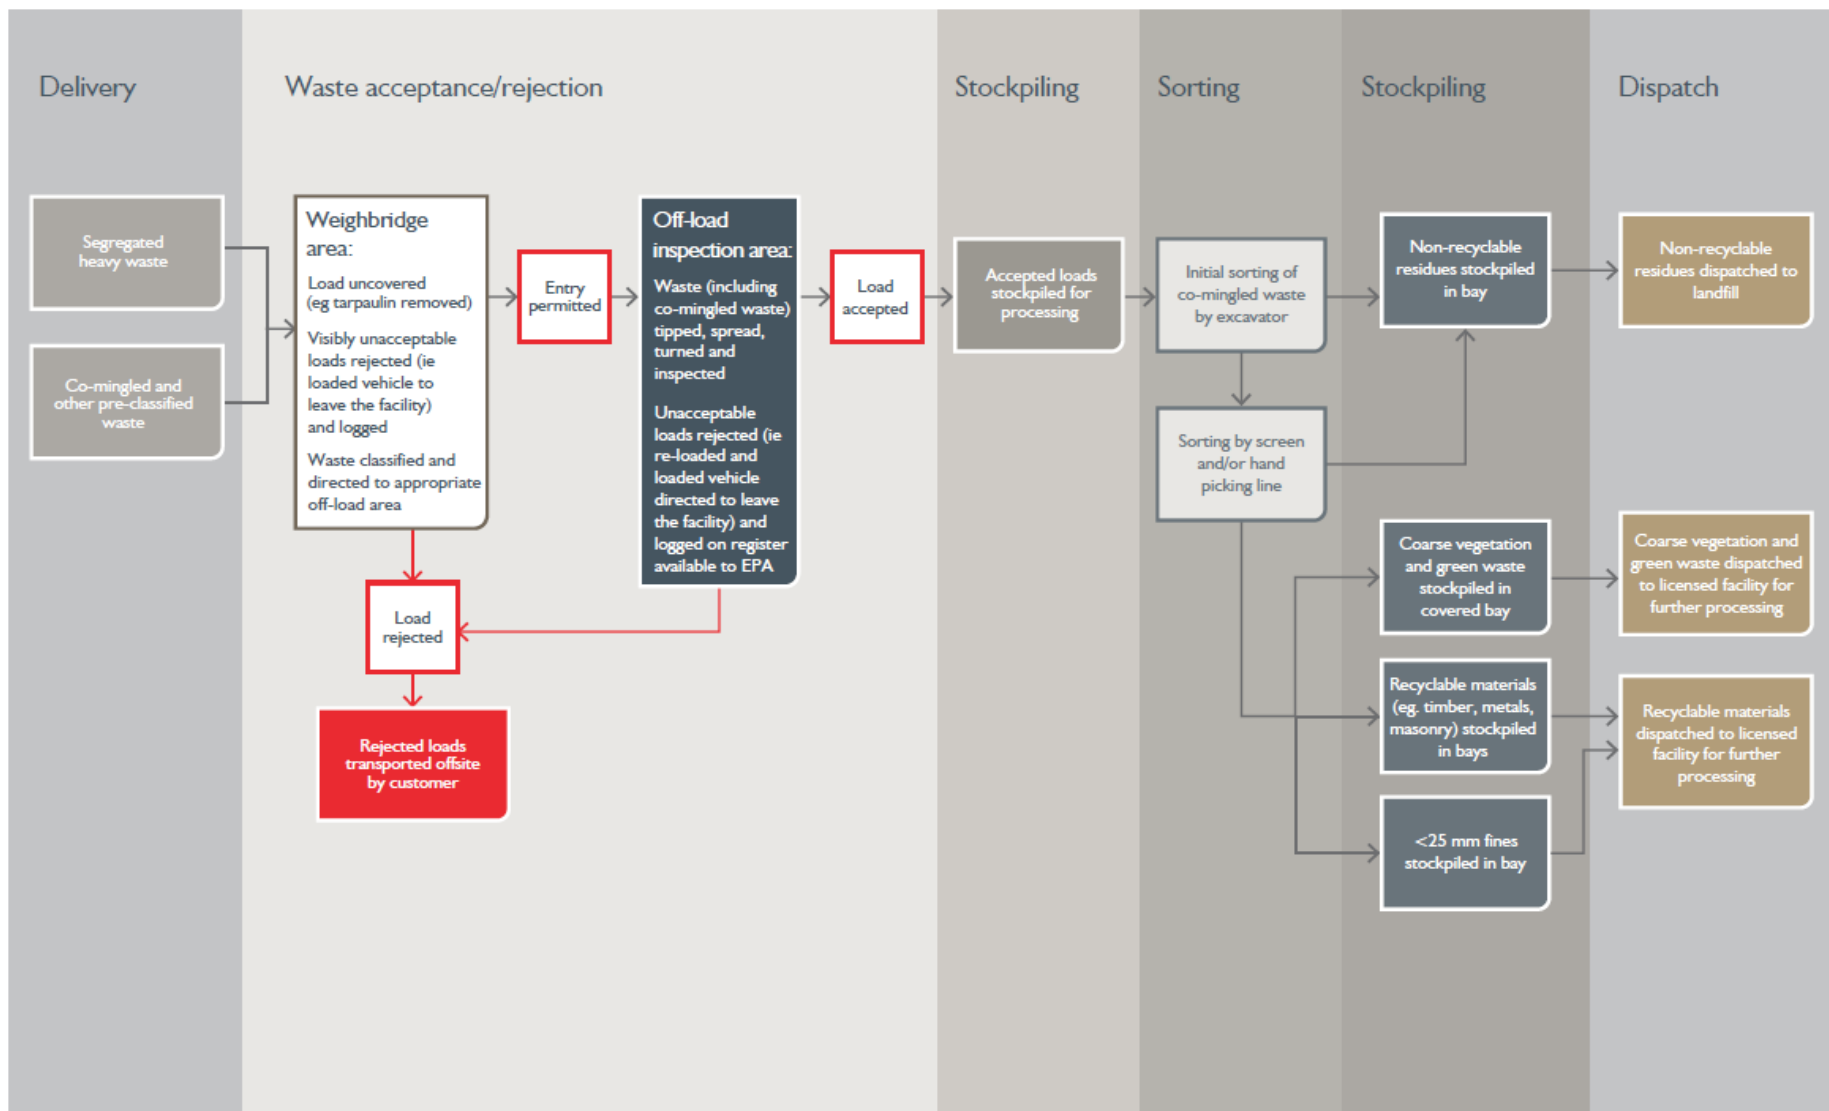 Delivery
Waste acceptance/rejection
Stockpiling
Sorting
Stockpiling
Dispatch
Segregated
heavy waste
Co-mingled and
other pre-classified
waste
Weighbridge
area:
Load uncovered
(eg tarpaulin removed)
Visibly unacceptable
loads rejected (ie
loaded vehicle to
leave the facility)
and logged
Waste classified and
directed to appropriate
off-load area
Entry
permitted
Load
rejected
Rejected loads
transported offsite
by customer
Off-load
inspection area:
Waste (including
co-mingled waste)
tipped, spread,
turned and
inspected
Unacceptable
loads rejected (ie
re-loaded and
loaded vehicle
directed to leave
the facility) and
logged on register
available to EPA
Load
accepted
Accepted loads
stockpiled for
processing
Initial sorting of
co-mingled waste
by excavator
Sorting by screen
and/or hand
picking line
Non-recyclable
residues stockpiled
in bay
Coarse vegetation
and green waste
stockpiled in
covered bay
Recyclable materials
(eg. timber, metals,
masonry) stockpiled
in bays
<25 mm fines
stockpiled in bay
Non-recyclable
residues dispatched to
landfill
Coarse vegetation and
green waste dispatched
to licensed facility for
further processing
Recyclable materials
dispatched to licensed
facility for further
processing